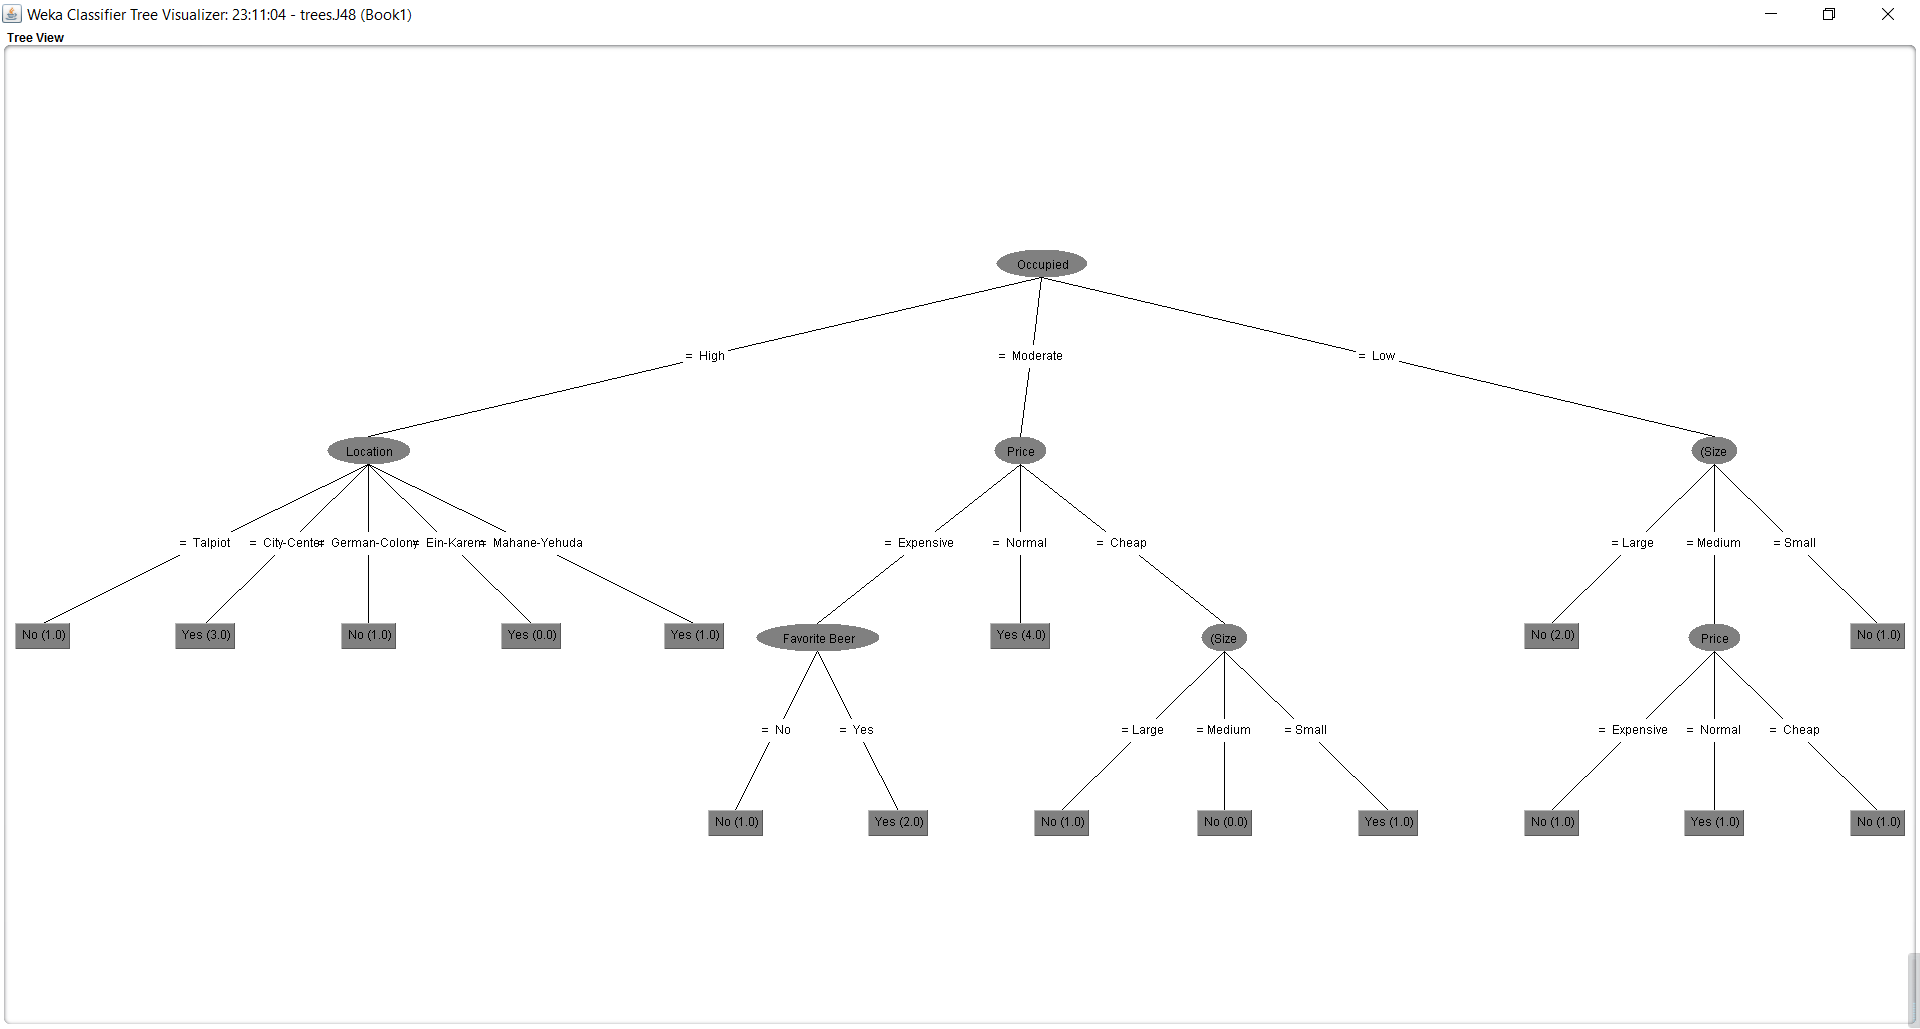 Weka Classifier Tree Visualizer: 23:11:04 - trees.J48 (Book1)
Tree View
Occupied
= High = Moderate = Low
Location Price (Size
= Talpiot = City-Center = German-Colony = Ein-Karem = Mahane-Yehuda = Expensive = Normal = Cheap = Large = Medium = Small
No (1.0) Yes (3.0) No (1.0) Yes (0.0) Yes (1.0) Favorite Beer Yes (4.0) (Size No (2.0) Price No (1.0)
= No = Yes = Large = Medium = Small = Expensive = Normal = Cheap
No (1.0) Yes (2.0) No (1.0) No (0.0) Yes (1.0) No (1.0) Yes (1.0) No (1.0)